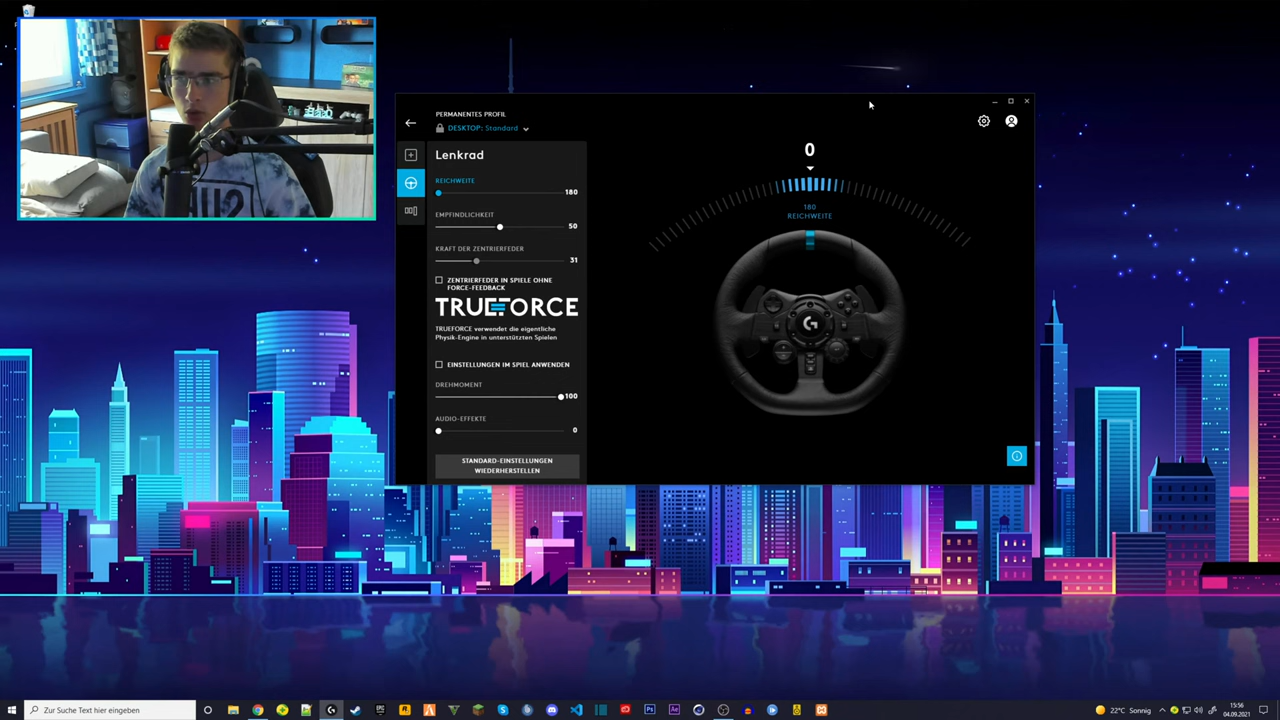 PERMANENTES PROFIL
DESKTOP: Standard
Lenkrad
REICHWEITE
180
EMPFINDLICHKEIT
50
KRAFT DER ZENTRIERFEDER
31
ZENTRIERFEDER IN SPIELE OHNE
FORCE-FEEDBACK
TRUEFORCE
TRUEFORCE verwendet die eigentliche
Physik-Engine in unterstützten Spielen
EINSTELLUNGEN IM SPIEL ANWENDEN
DREHMOMENT
100
AUDIO-EFFEKTE
0
STANDARD-EINSTELLUNGEN
WIEDERHERSTELLEN
0
180
REICHWEITE
Zur Suche Text hier eingeben
22°C Sonnig
15:56
04.09.2021